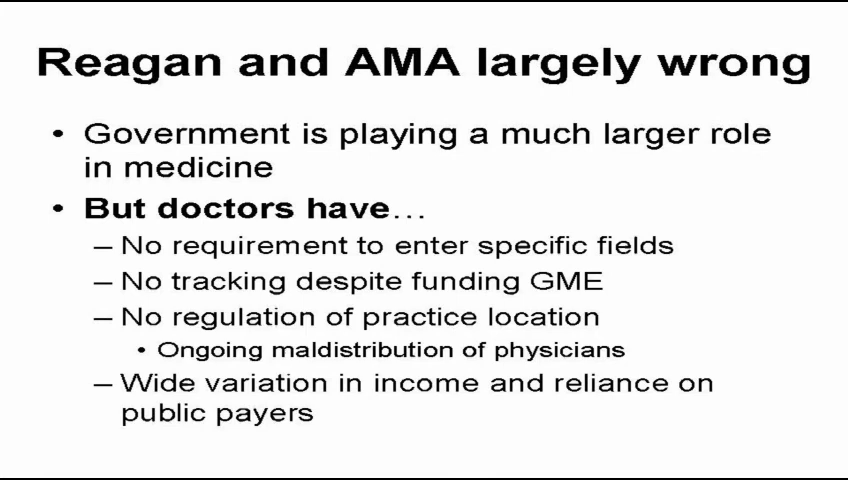 Reagan and AMA largely wrong
• Government is playing a much larger role
in medicine
• But doctors have…
– No requirement to enter specific fields
– No tracking despite funding GME
– No regulation of practice location
• Ongoing maldistribution of physicians
– Wide variation in income and reliance on
public payers